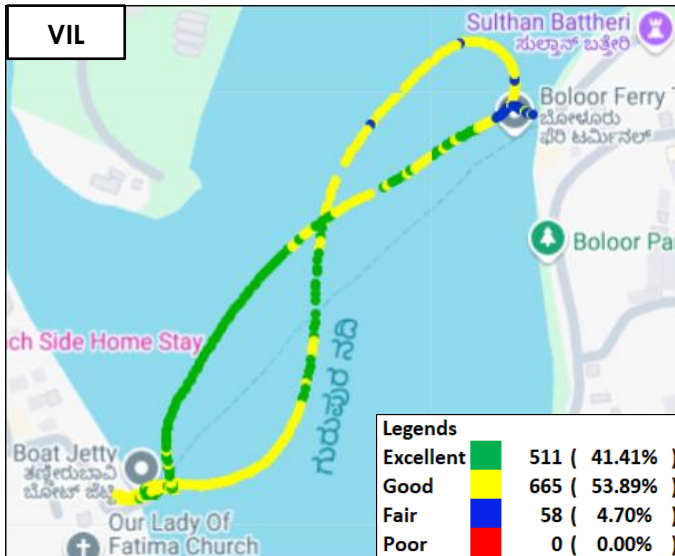 VIL
Sulthan Battheri
ಸುಲ್ತಾನ್ ಬತ್ತೇರಿ
Boloor Ferry T
ಬೋಳೂರು
ಫೆರಿ ಟರ್ಮಿನಲ್
Boloor Par
ch Side Home Stay
ಗುರುಪುರ ನದಿ
Boat Jetty
ತಣ್ಣೀರುಬಾವಿ
ಬೋಟ್ ಜೆಟ್ಟಿ
Our Lady Of
Fatima Church
Legends
Excellent 511 ( 41.41% )
Good 665 ( 53.89% )
Fair 58 ( 4.70% )
Poor 0 ( 0.00% )